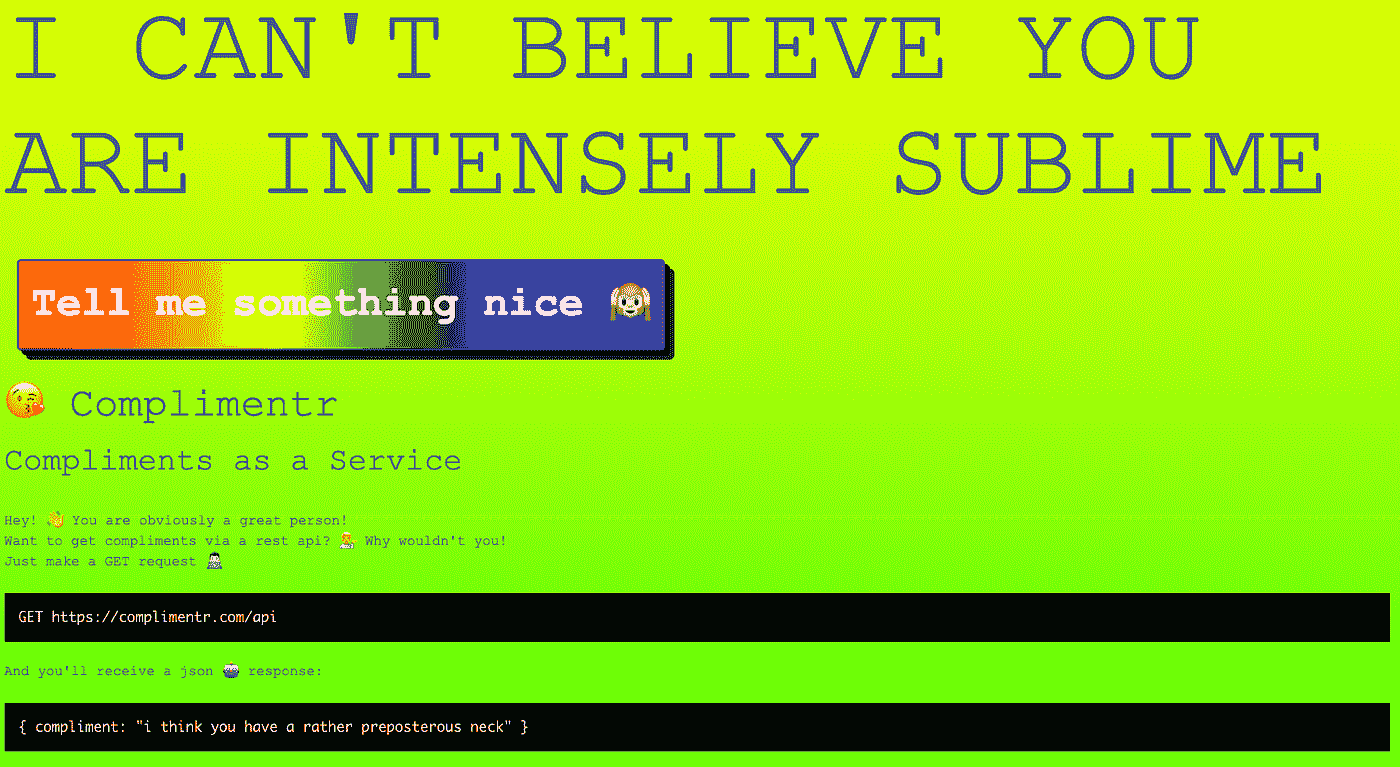 I CAN'T BELIEVE YOU
ARE INTENSELY SUBLIME
Tell me something nice
Complimentr
Compliments as a Service
Hey! You are obviously a great person!
Want to get compliments via a rest api? Why wouldn't you!
Just make a GET request
GET https://complimentr.com/api
And you'll receive a json response:
{ compliment: "i think you have a rather preposterous neck" }